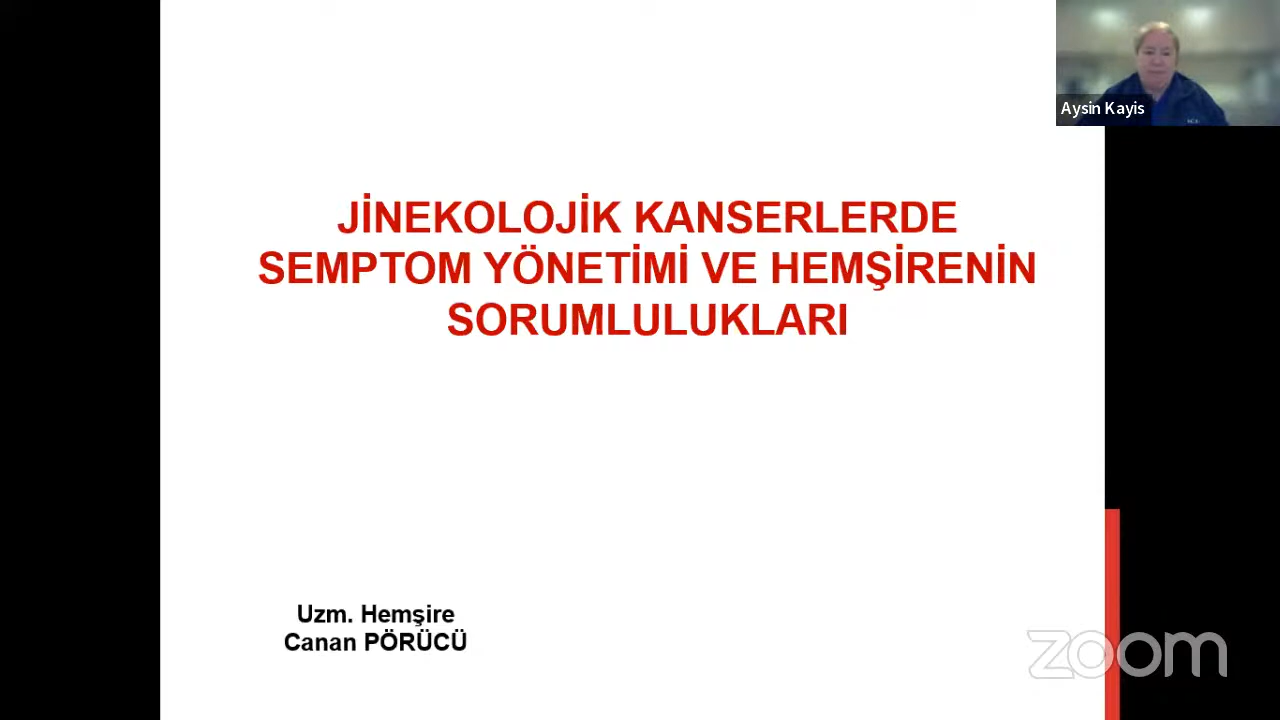 Aysin Kayis
JİNEKOLOJİK KANSERLERDE
SEMPTOM YÖNETİMİ VE HEMŞİRENİN
SORUMLULUKLARI
Uzm. Hemşire
Canan PÖRÜCÜ
zoom